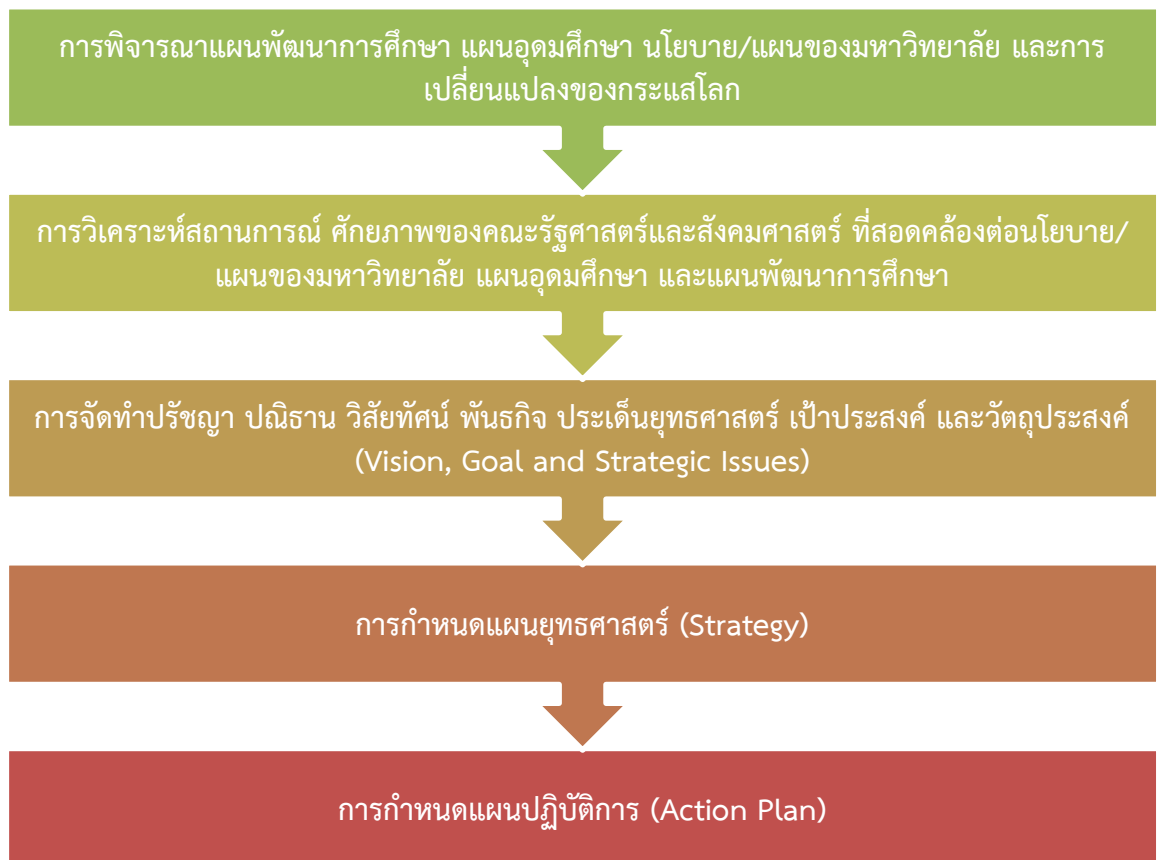 การพิจารณาแผนพัฒนาการศึกษา แผนอุดมศึกษา นโยบาย/แผนของมหาวิทยาลัย และการ
เปลี่ยนแปลงของกระแสโลก
การวิเคราะห์สถานการณ์ ศักยภาพของคณะรัฐศาสตร์และสังคมศาสตร์ ที่สอดคล้องต่อนโยบาย/
แผนของมหาวิทยาลัย แผนอุดมศึกษา และแผนพัฒนาการศึกษา
การจัดทำปรัชญา ปณิธาน วิสัยทัศน์ พันธกิจ ประเด็นยุทธศาสตร์ เป้าประสงค์ และวัตถุประสงค์
(Vision, Goal and Strategic Issues)
การกำหนดแผนยุทธศาสตร์ (Strategy)
การกำหนดแผนปฏิบัติการ (Action Plan)